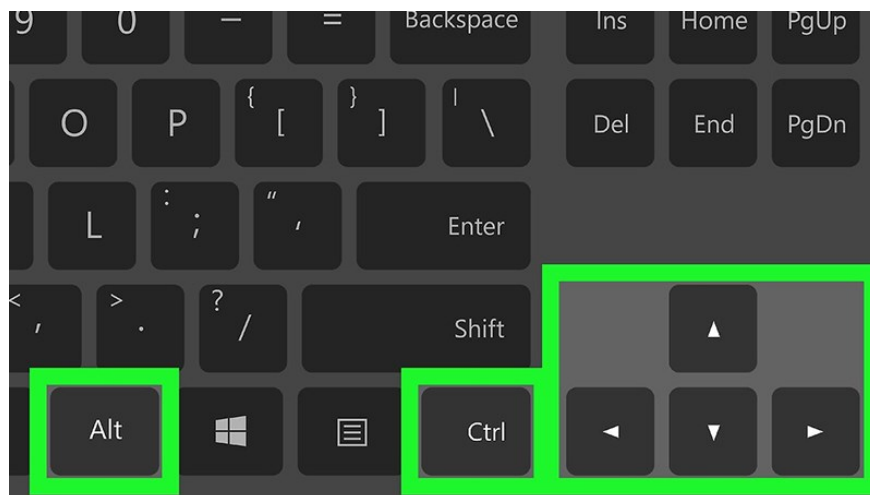 9 0 — = Backspace Ins Home PgUp
O P { [ } ] | \ Del End PgDn
L : ; " ' Enter
< , > . ? / Shift
Alt Ctrl